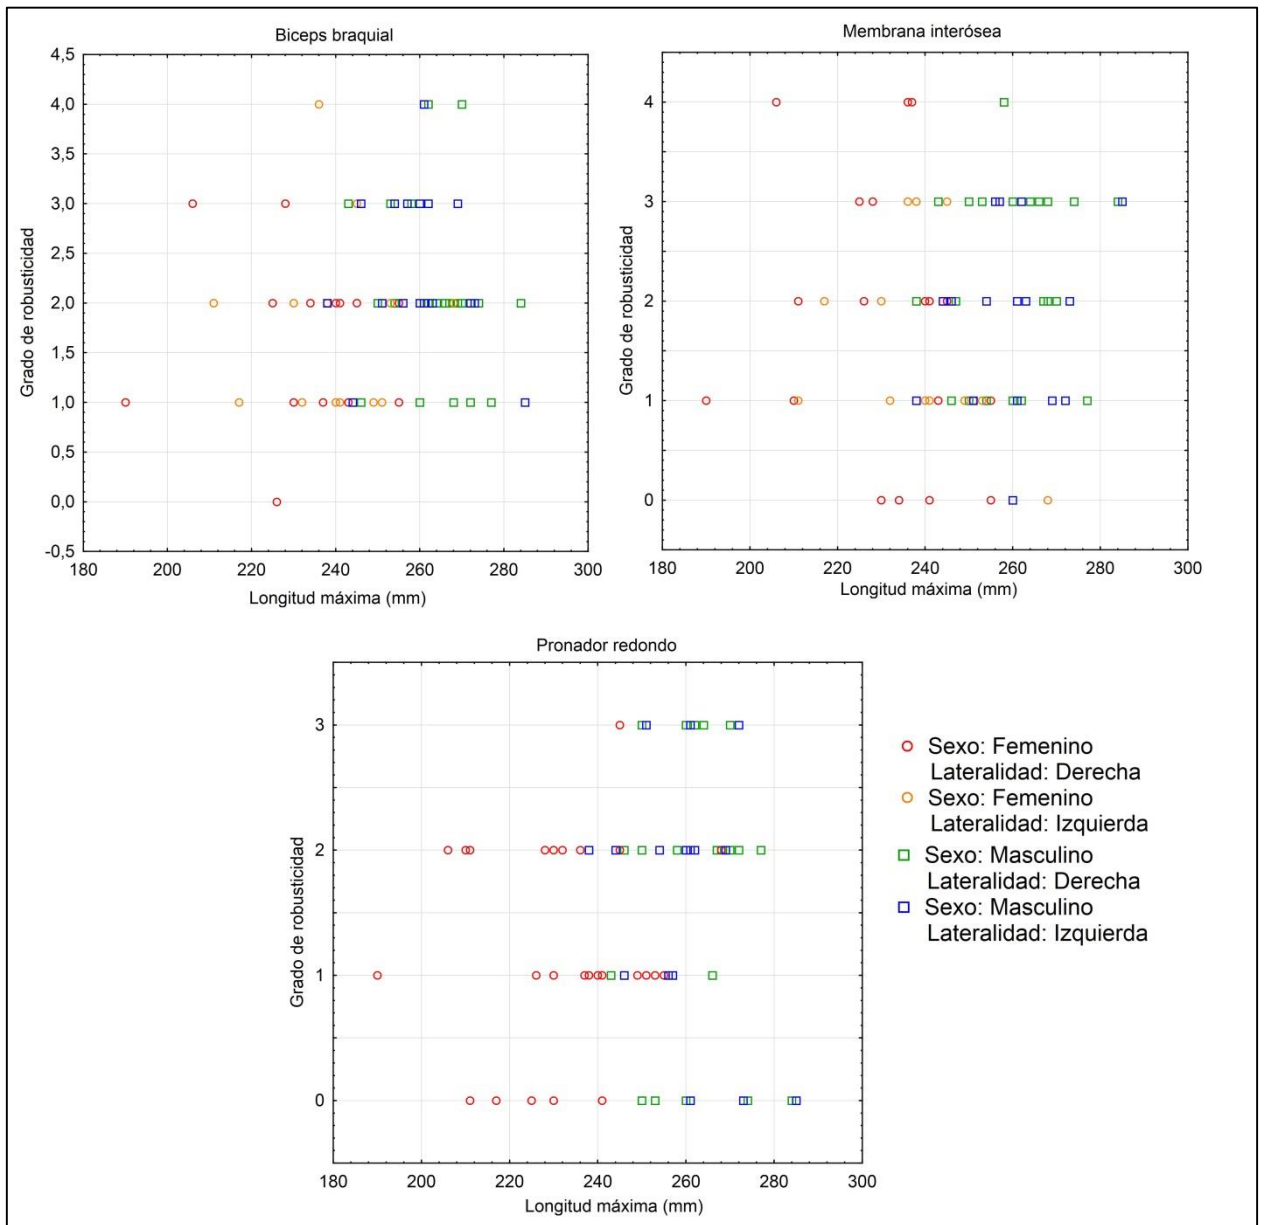 Biceps braquial
4,5
4,0
3,5
3,0
2,5
2,0
1,5
1,0
0,5
0,0
-0,5
Grado de robusticidad
180 200 220 240 260 280 300
Longitud máxima (mm)
Membrana interósea
4
3
2
1
0
Grado de robusticidad
180 200 220 240 260 280 300
Longitud máxima (mm)
Pronador redondo
3
2
1
0
Grado de robusticidad
180 200 220 240 260 280 300
Longitud máxima (mm)
Sexo: Femenino
Lateralidad: Derecha
Sexo: Femenino
Lateralidad: Izquierda
Sexo: Masculino
Lateralidad: Derecha
Sexo: Masculino
Lateralidad: Izquierda